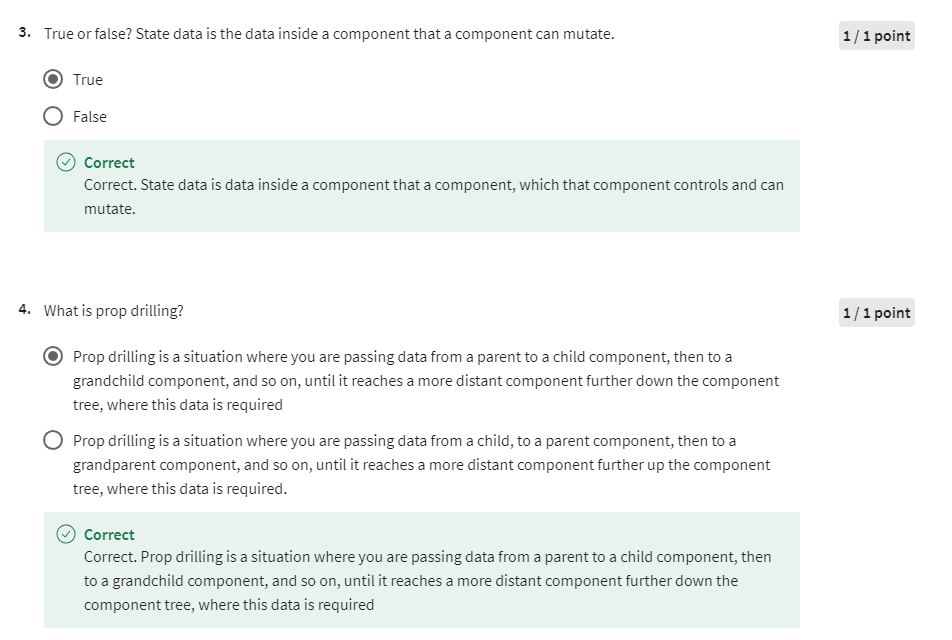 3. True or false? State data is the data inside a component that a component can mutate.
1 / 1 point
True
False
Correct
Correct. State data is data inside a component that a component, which that component controls and can
mutate.
4. What is prop drilling?
1 / 1 point
Prop drilling is a situation where you are passing data from a parent to a child component, then to a
grandchild component, and so on, until it reaches a more distant component further down the component
tree, where this data is required
Prop drilling is a situation where you are passing data from a child, to a parent component, then to a
grandparent component, and so on, until it reaches a more distant component further up the component
tree, where this data is required.
Correct
Correct. Prop drilling is a situation where you are passing data from a parent to a child component, then
to a grandchild component, and so on, until it reaches a more distant component further down the
component tree, where this data is required